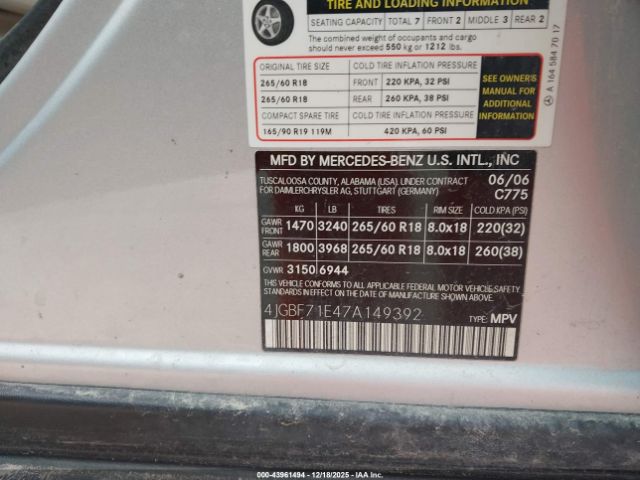 TIRE AND LOADING INFORMATION
SEATING CAPACITY TOTAL 7 FRONT 2 MIDDLE 3 REAR 2
The combined weight of occupants and cargo
should never exceed 550 kg or 1212 lbs.
ORIGINAL TIRE SIZE COLD TIRE INFLATION PRESSURE
265/60 R18 FRONT 220 KPA, 32 PSI
265/60 R18 REAR 260 KPA, 38 PSI
COMPACT SPARE TIRE COLD TIRE INFLATION PRESSURE
165/90 R19 119M 420 KPA, 60 PSI
SEE OWNER'S
MANUAL FOR
ADDITIONAL
INFORMATION
A 164 584 70 17
MFD BY MERCEDES-BENZ U.S. INTL., INC
TUSCALOOSA COUNTY, ALABAMA (USA). UNDER CONTRACT
FOR DAIMLERCHRYSLER AG, STUTTGART (GERMANY)
06/06
C775
KG LB TIRES RIM SIZE COLD KPA (PSI)
GAWR FRONT 1470 3240 265/60 R18 8.0x18 220(32)
GAWR REAR 1800 3968 265/60 R18 8.0x18 260(38)
GVWR 3150 6944
THIS VEHICLE CONFORMS TO ALL APPLICABLE FEDERAL MOTOR VEHICLE SAFETY
STANDARDS IN EFFECT ON THE DATE OF MANUFACTURE SHOWN ABOVE.
4JGBF71E47A149392
TYPE: MPV
© IAA 00-43961494 | 12/18/2025 - © IAA Holdings, LLC